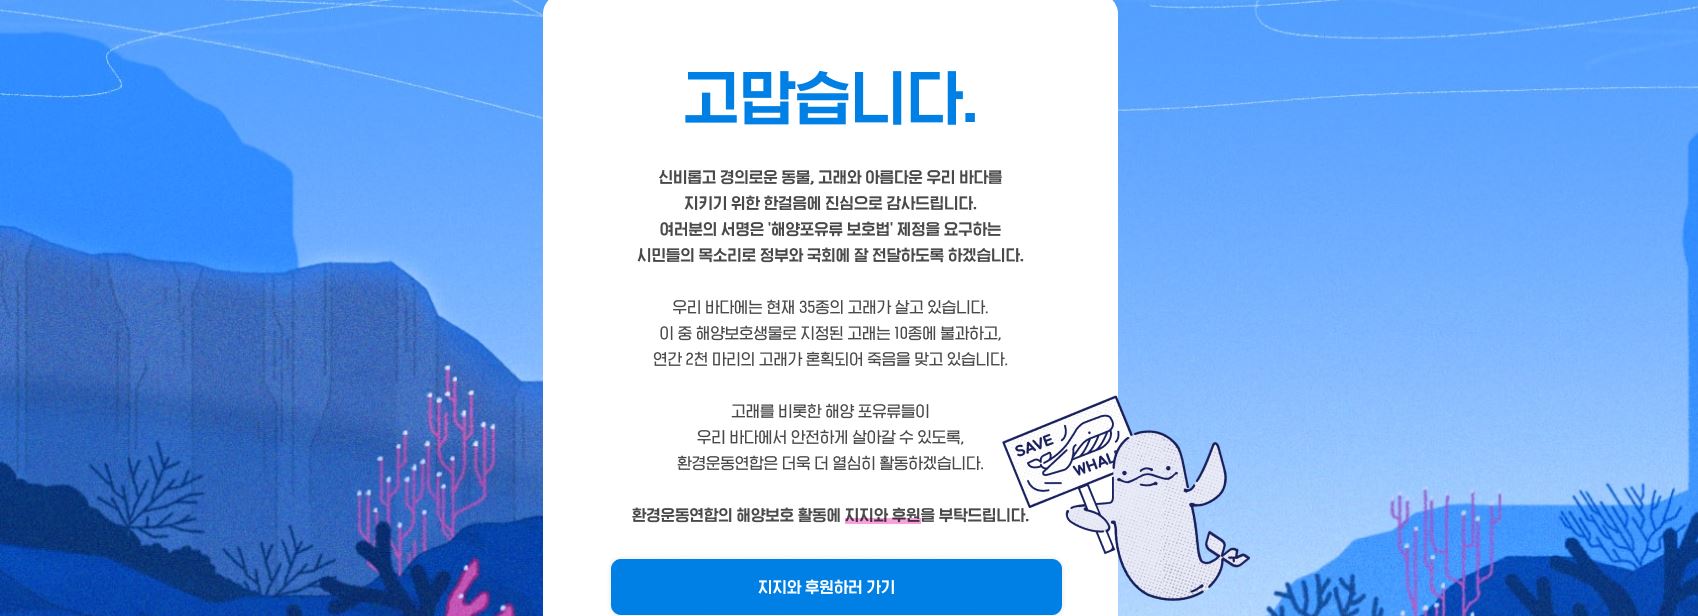 고맙습니다.
신비롭고 경의로운 동물, 고래와 아름다운 우리 바다를
지키기 위한 한걸음에 진심으로 감사드립니다.
여러분의 서명은 '해양포유류 보호법' 제정을 요구하는
시민들의 목소리로 정부와 국회에 잘 전달하도록 하겠습니다.
우리 바다에는 현재 35종의 고래가 살고 있습니다.
이 중 해양보호생물로 지정된 고래는 10종에 불과하고,
연간 2천 마리의 고래가 혼획되어 죽음을 맞고 있습니다.
고래를 비롯한 해양 포유류들이
우리 바다에서 안전하게 살아갈 수 있도록,
환경운동연합은 더욱 더 열심히 활동하겠습니다.
SAVE
WHAL
환경운동연합의 해양보호 활동에 지지와 후원을 부탁드립니다.
지지와 후원하러 가기